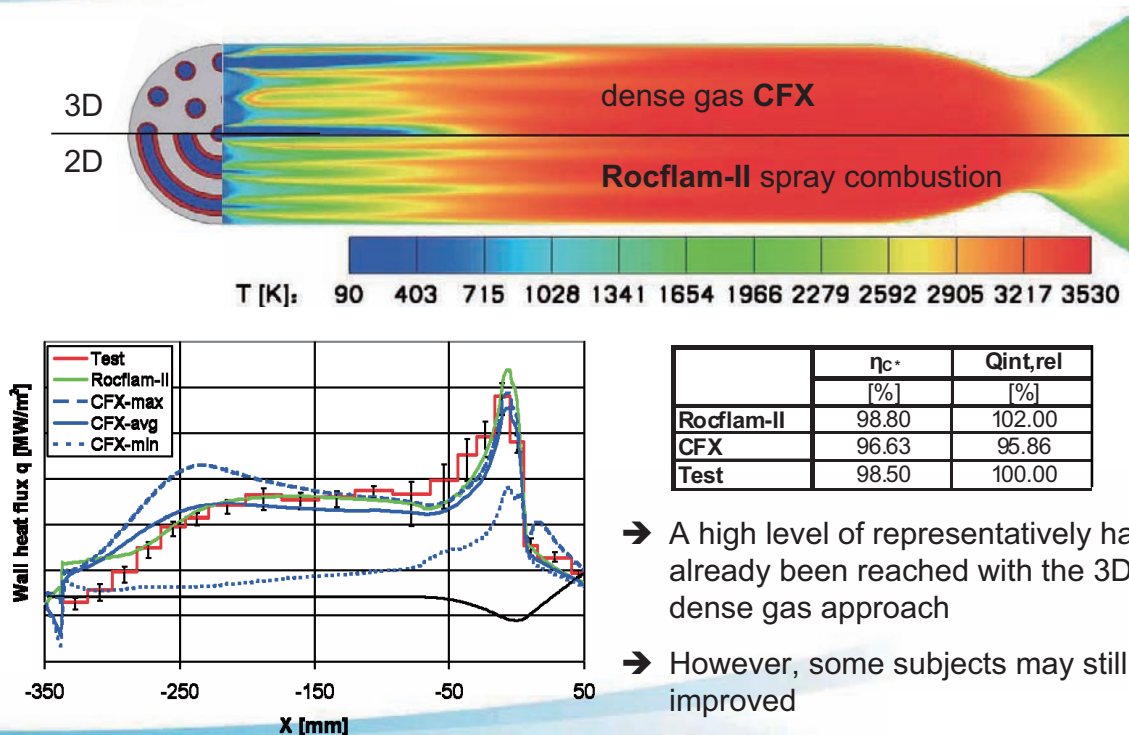 3D
2D
dense gas CFX
Rocflam-II spray combustion
T [K]: 90 403 715 1028 1341 1654 1966 2279 2592 2905 3217 3530
Wall heat flux q [MW/m²]
Test
Rocflam-II
CFX-max
CFX-avg
CFX-min
-350 -250 -150 -50 50
X [mm]
ηC* Qint,rel
[%] [%]
Rocflam-II 98.80 102.00
CFX 96.63 95.86
Test 98.50 100.00
➔ A high level of representatively ha
already been reached with the 3D
dense gas approach
➔ However, some subjects may still
improved